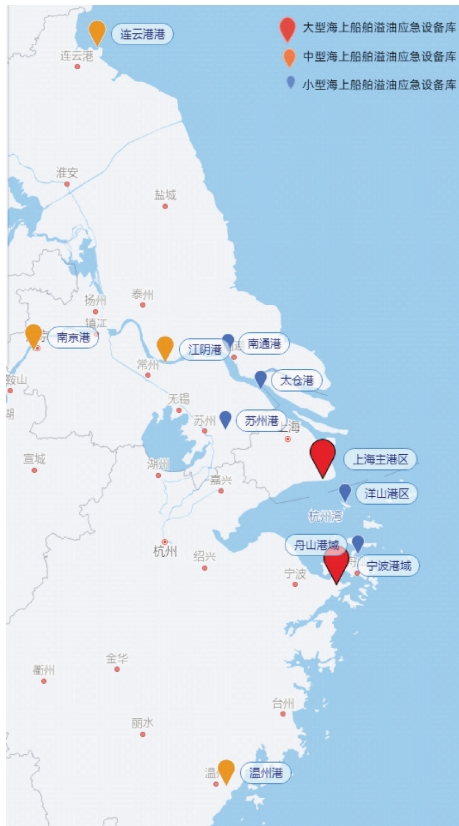 大型海上船舶溢油应急设备库
中型海上船舶溢油应急设备库
小型海上船舶溢油应急设备库
连云港港
连云港
淮安
盐城
扬州
泰州
镇江
南京港
京
江阴港
南通港
常州
太仓港
鞍山
无锡
湖
苏州
苏州港
上海
上海主港区
宣城
湖州
嘉兴
洋山港区
杭州湾
杭州
绍兴
丹山港域
宁波港域
宁波
金华
衢州
台州
丽水
温州港
温